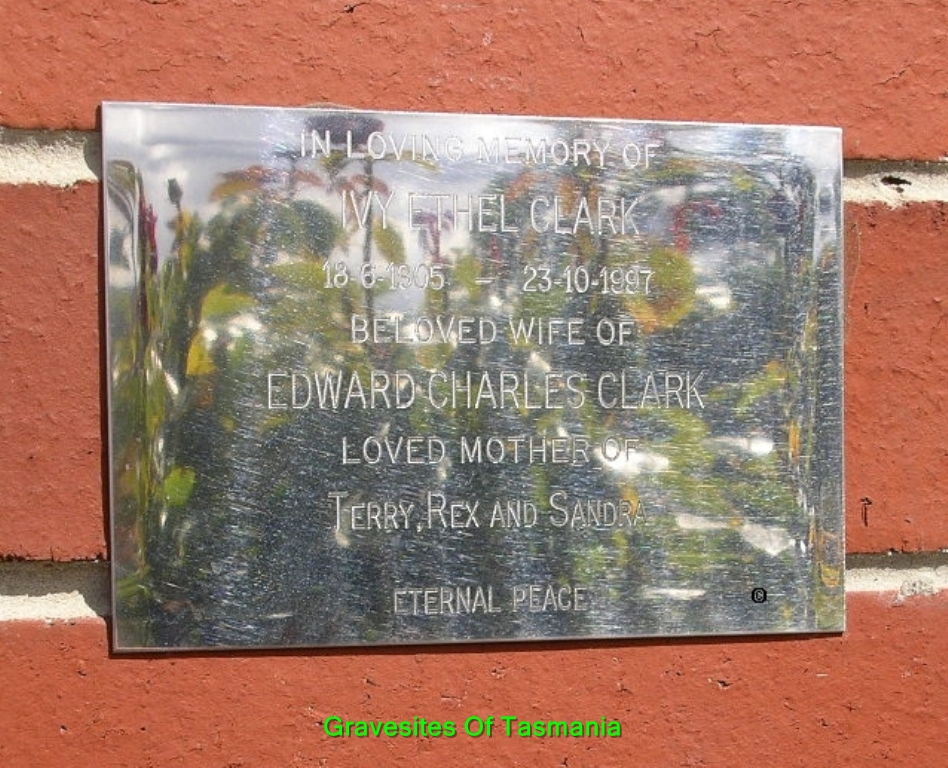 IN LOVING MEMORY OF
IVY ETHEL CLARK
18-6-1905 – 23-10-1997
BELOVED WIFE OF
EDWARD CHARLES CLARK
LOVED MOTHER OF
TERRY, REX AND SANDRA
ETERNAL PEACE
©
Gravesites Of Tasmania